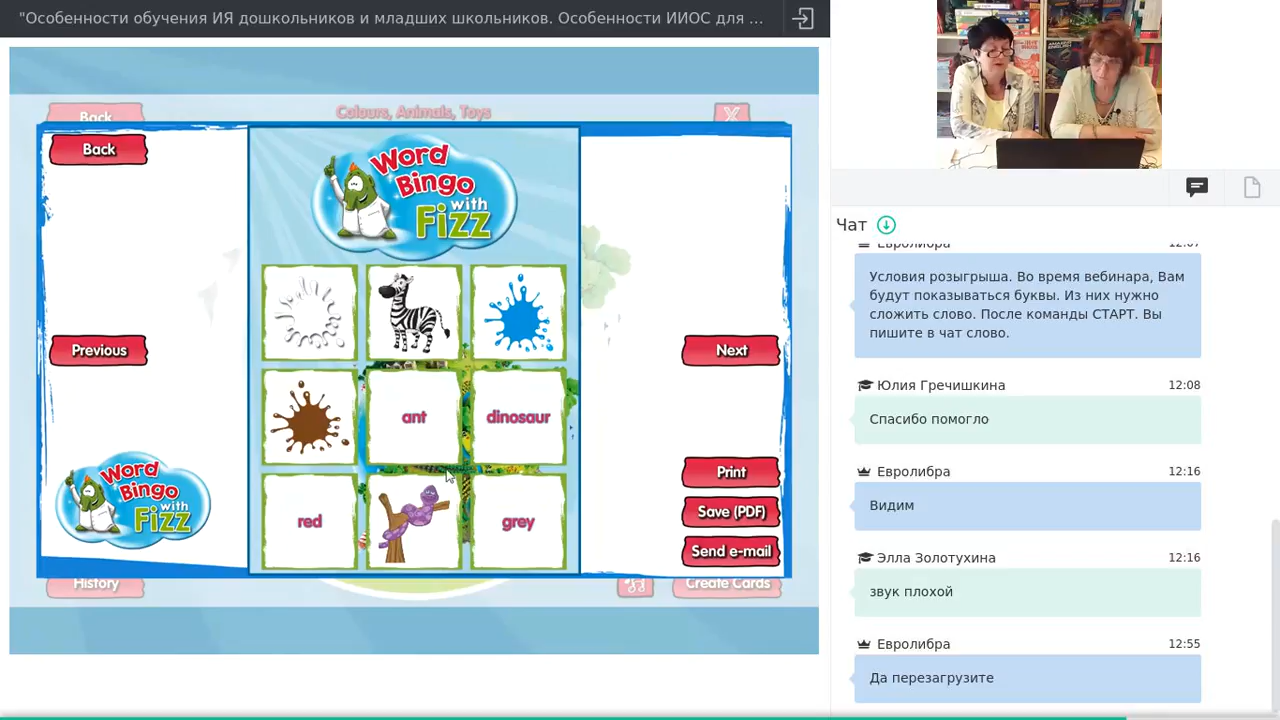 "Особенности обучения ИЯ дошкольников и младших школьников. Особенности ИИОС для ...
Back
Colours, Animals, Toys
X
Back
Word
Bingo
with
Fizz
Previous
Next
ant
dinosaur
Word
Bingo
with
Fizz
Print
Save (PDF)
Send e-mail
red
grey
History
Create Cards
Чат
Евролибра 12:07
Условия розыгрыша. Во время вебинара, Вам
будут показываться буквы. Из них нужно
сложить слово. После команды СТАРТ. Вы
пишите в чат слово.
Юлия Гречишкина 12:08
Спасибо помогло
Евролибра 12:16
Видим
Элла Золотухина 12:16
звук плохой
Евролибра 12:55
Да перезагрузите